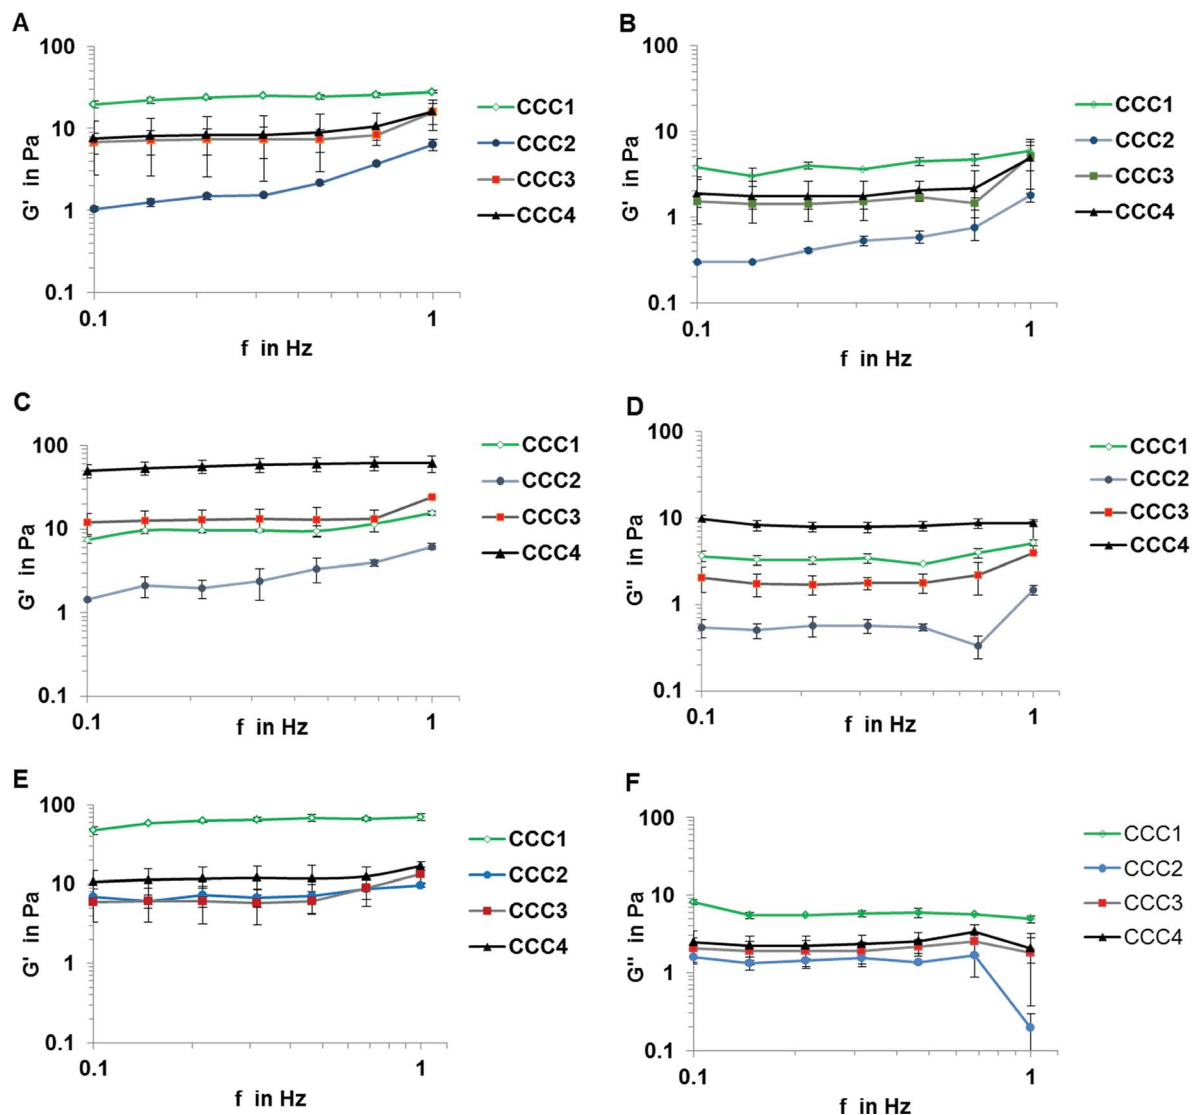 A
100
10
1
0.1
G' in Pa
0.1
1
f in Hz
CCC1
CCC2
CCC3
CCC4
B
100
10
1
0.1
G' in Pa
0.1
1
f in Hz
CCC1
CCC2
CCC3
CCC4
C
100
10
1
0.1
G' in Pa
0.1
1
f in Hz
CCC1
CCC2
CCC3
CCC4
D
100
10
1
0.1
G'' in Pa
0.1
1
f in Hz
CCC1
CCC2
CCC3
CCC4
E
100
10
1
0.1
G' in Pa
0.1
1
f in Hz
CCC1
CCC2
CCC3
CCC4
F
100
10
1
0.1
G'' in Pa
0.1
1
f in Hz
CCC1
CCC2
CCC3
CCC4